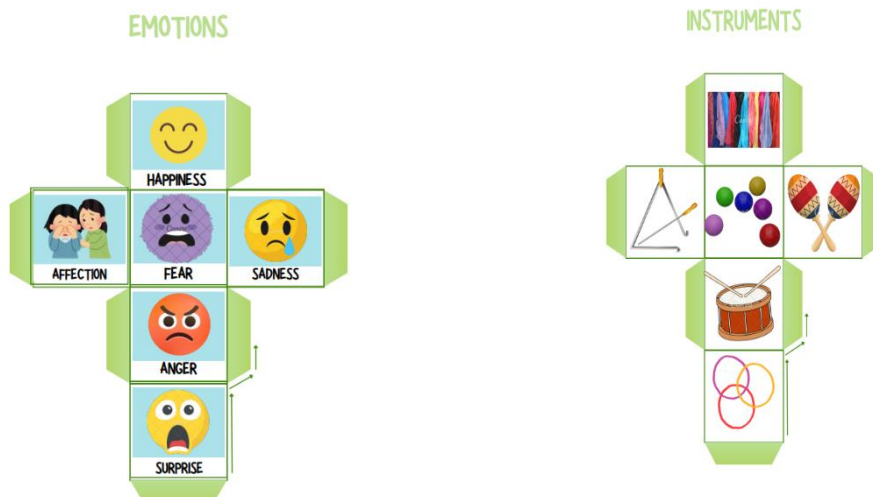 EMOTIONS
INSTRUMENTS
HAPPINESS
AFFECTION
FEAR
SADNESS
ANGER
SURPRISE